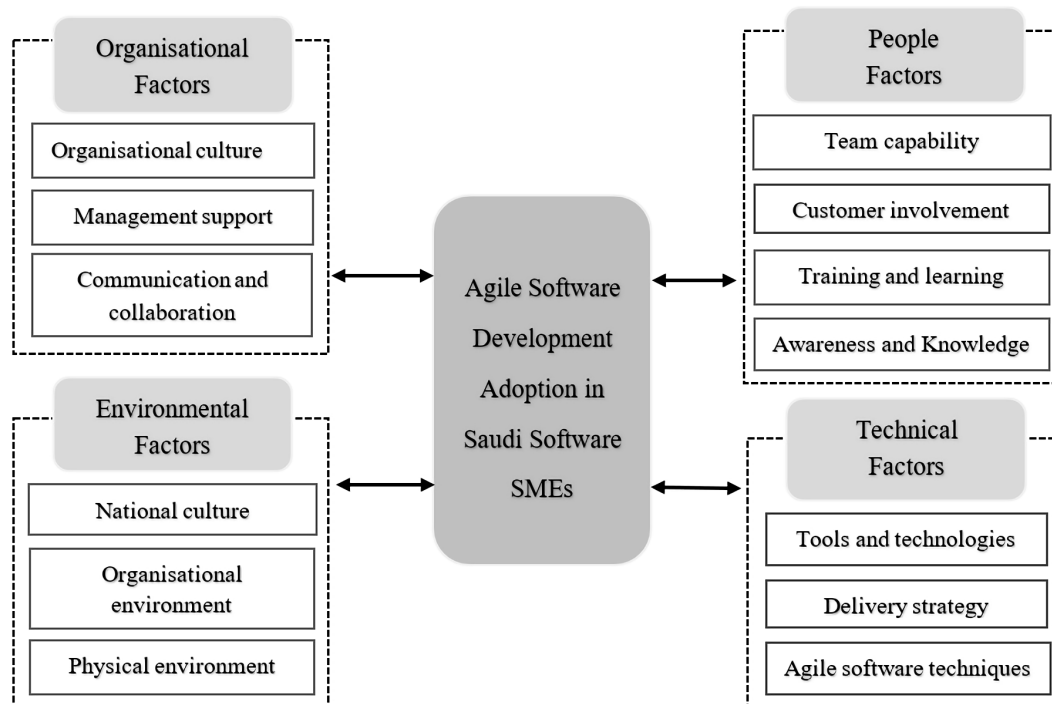 Organisational
Factors
Organisational culture
Management support
Communication and
collaboration
Environmental
Factors
National culture
Organisational
environment
Physical environment
Agile Software
Development
Adoption in
Saudi Software
SMEs
People
Factors
Team capability
Customer involvement
Training and learning
Awareness and Knowledge
Technical
Factors
Tools and technologies
Delivery strategy
Agile software techniques